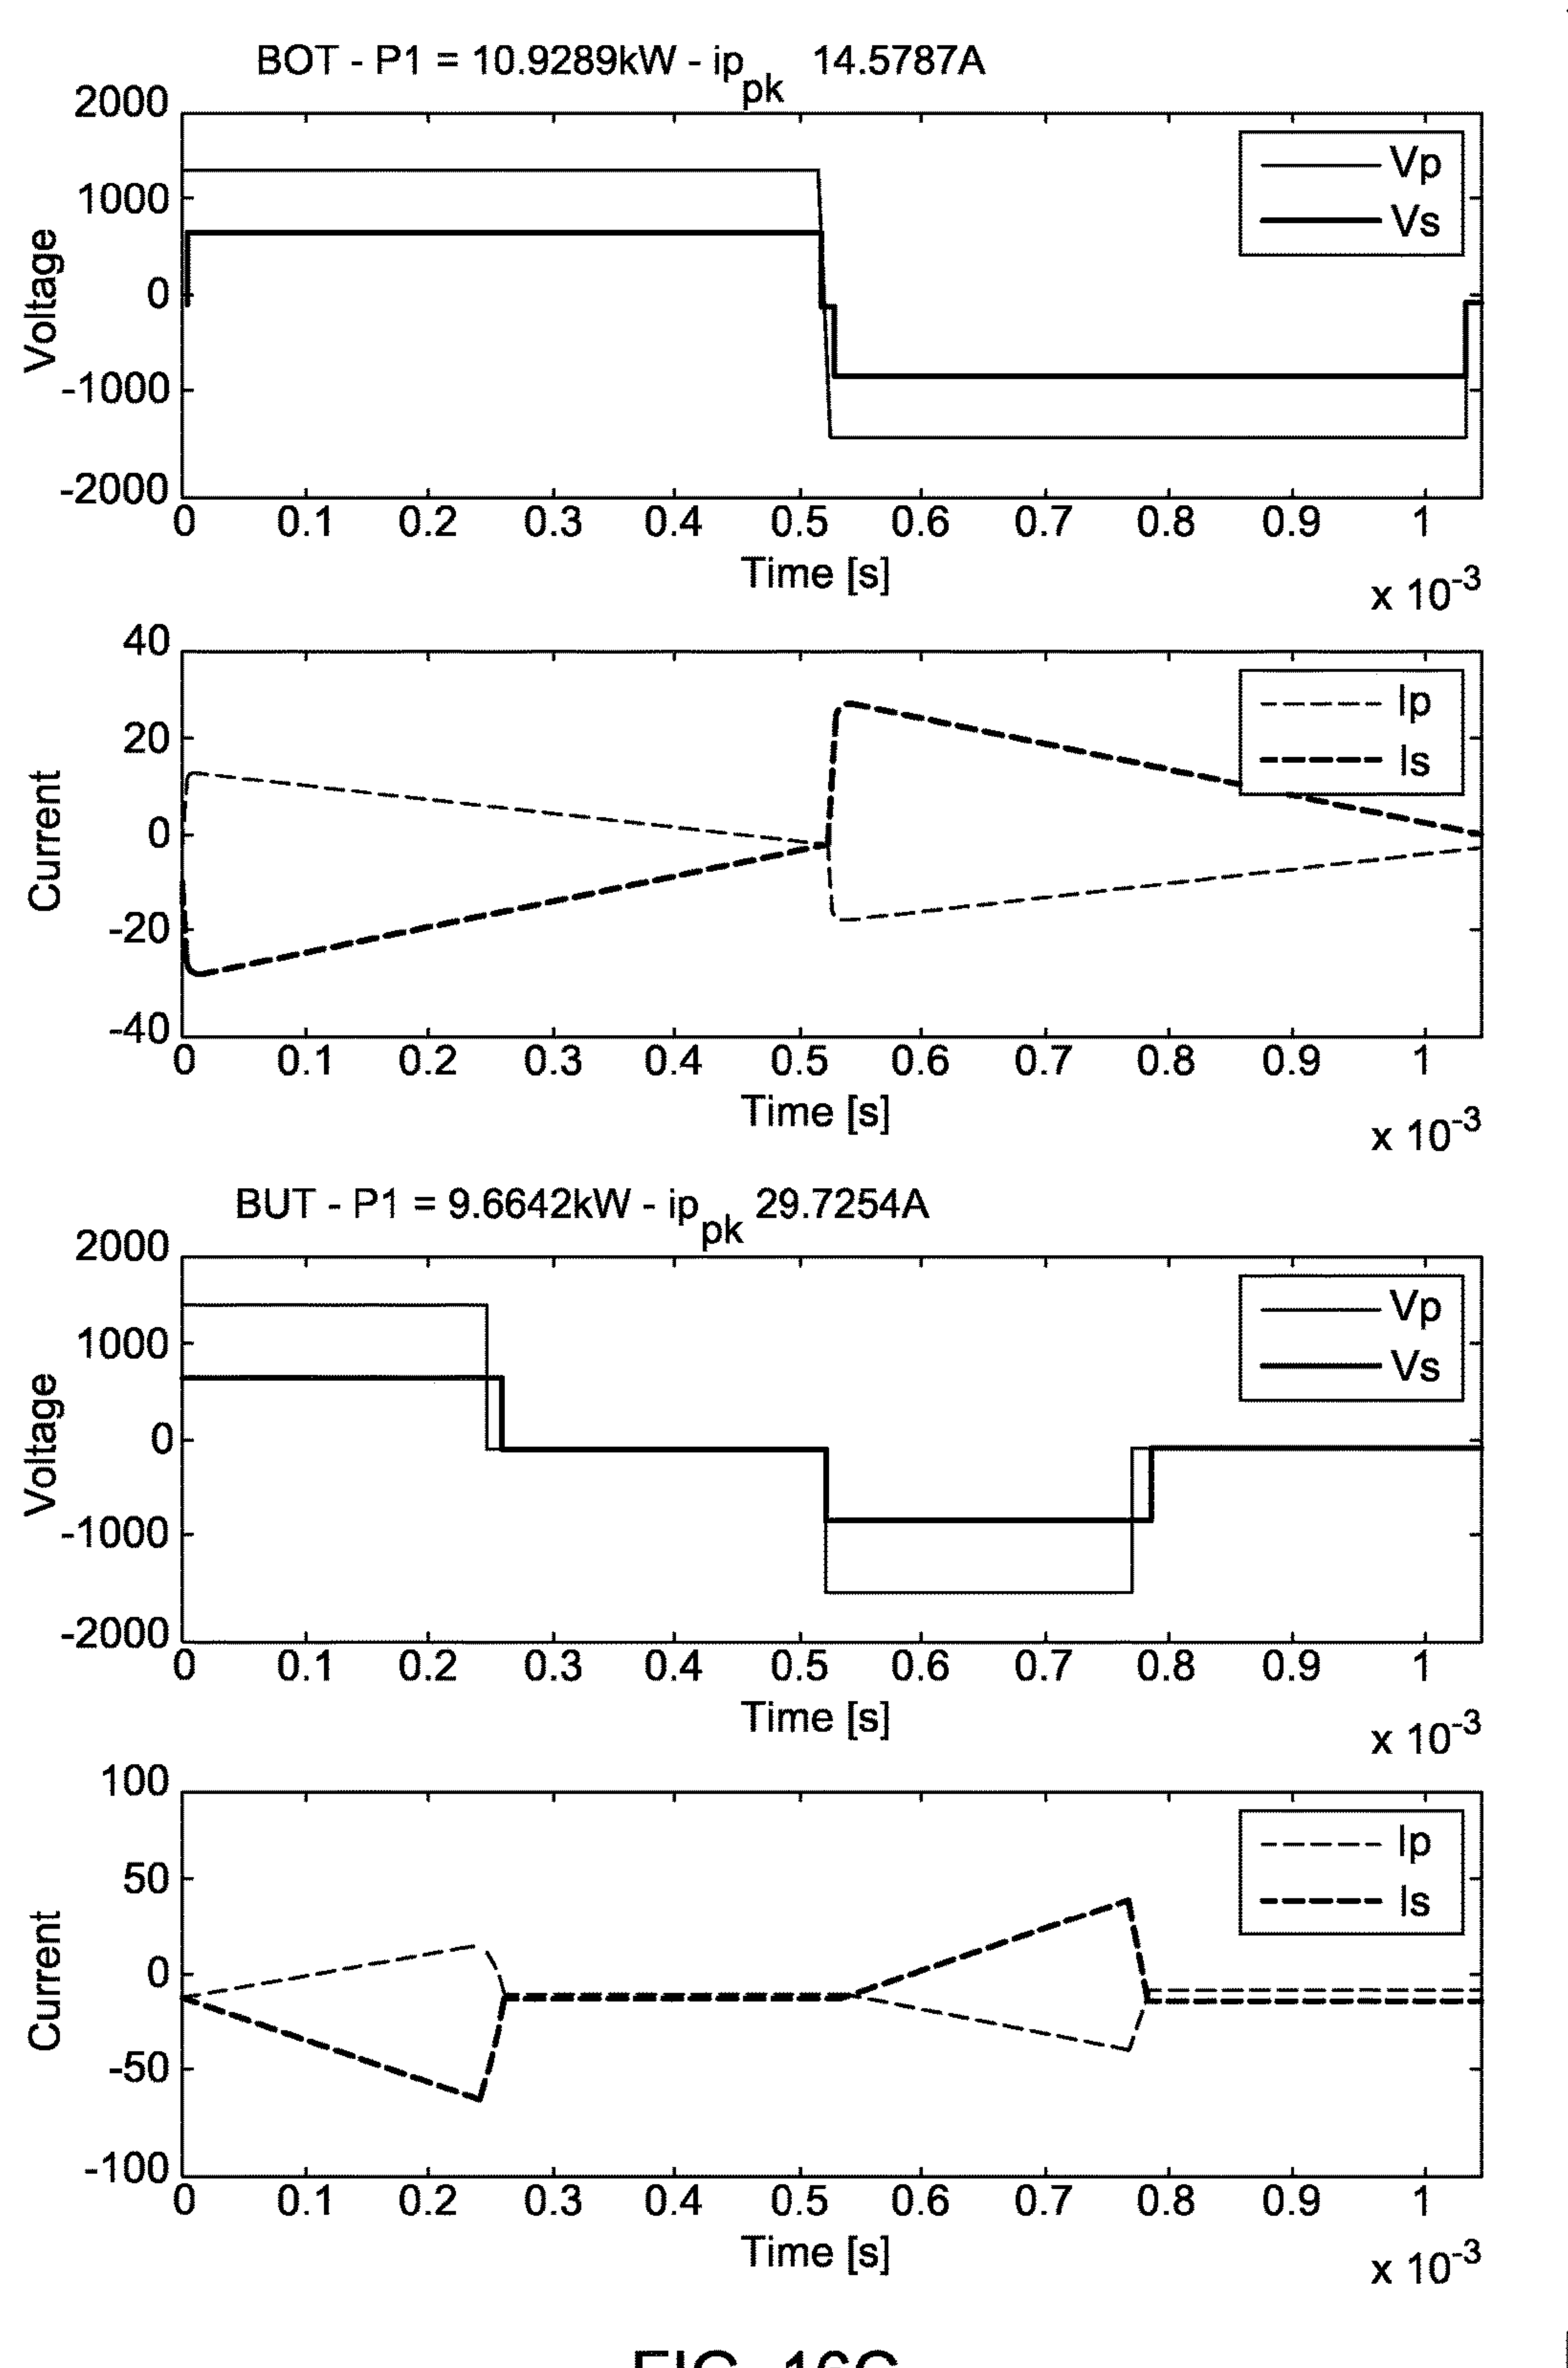 BOT - P1 = 10.9289kW - ip pk 14.5787A
2000
1000
0
-1000
-2000
Voltage
Vp
Vs
0 0.1 0.2 0.3 0.4 0.5 0.6 0.7 0.8 0.9 1
Time [s]
x 10-3
40
20
0
-20
-40
Current
Ip
Is
0 0.1 0.2 0.3 0.4 0.5 0.6 0.7 0.8 0.9 1
Time [s]
x 10-3
BUT - P1 = 9.6642kW - ip pk 29.7254A
2000
1000
0
-1000
-2000
Voltage
Vp
Vs
0 0.1 0.2 0.3 0.4 0.5 0.6 0.7 0.8 0.9 1
Time [s]
x 10-3
100
50
0
-50
-100
Current
Ip
Is
0 0.1 0.2 0.3 0.4 0.5 0.6 0.7 0.8 0.9 1
Time [s]
x 10-3